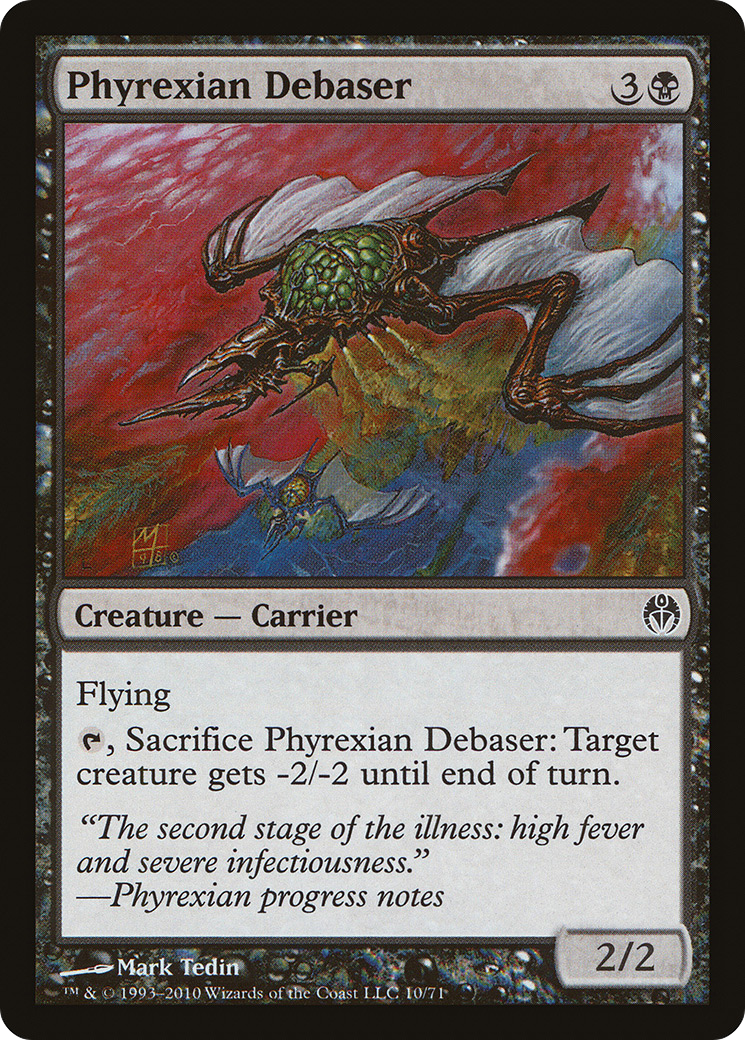 Phyrexian Debaser
3
Creature — Carrier
Flying
, Sacrifice Phyrexian Debaser: Target
creature gets -2/-2 until end of turn.
“The second stage of the illness: high fever
and severe infectiousness.”
—Phyrexian progress notes
2/2
Mark Tedin
™ & © 1993–2010 Wizards of the Coast LLC 10/71